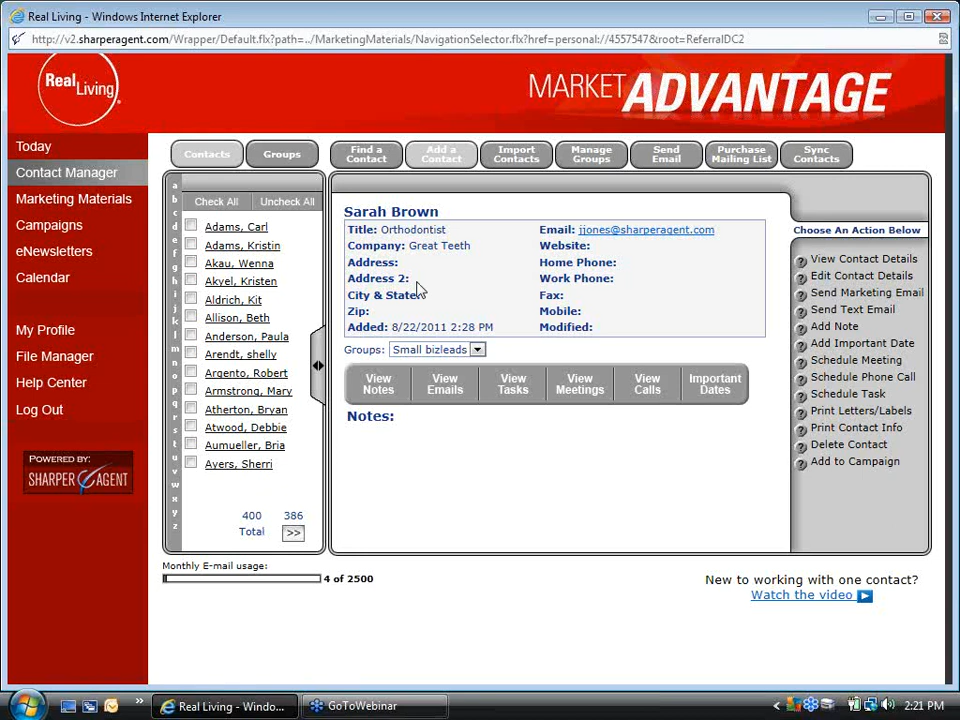 Real Living - Windows Internet Explorer
http://v2.sharperagent.com/Wrapper/Default.flx?path=../MarketingMaterials/NavigationSelector.flx?href=personal://4557547&root=ReferralDC2
Real Living
MARKET ADVANTAGE
Today
Contact Manager
Marketing Materials
Campaigns
eNewsletters
Calendar
My Profile
File Manager
Help Center
Log Out
POWERED BY:
SHARPER AGENT
Contacts
Groups
Find a Contact
Add a Contact
Import Contacts
Manage Groups
Send Email
Purchase Mailing List
Sync Contacts
a
b
c
d
e
f
g
h
i
j
k
l
m
n
o
p
q
r
s
t
u
v
w
x
y
z
Check All
Uncheck All
Adams, Carl
Adams, Kristin
Akau, Wenna
Akyel, Kristen
Aldrich, Kit
Allison, Beth
Anderson, Paula
Arendt, shelly
Argento, Robert
Armstrong, Mary
Atherton, Bryan
Atwood, Debbie
Aumueller, Bria
Ayers, Sherri
400 386
Total >>
Monthly E-mail usage:
4 of 2500
Sarah Brown
Title: Orthodontist
Company: Great Teeth
Address:
Address 2:
City & State:
Zip:
Added: 8/22/2011 2:28 PM
Email: jjones@sharperagent.com
Website:
Home Phone:
Work Phone:
Fax:
Mobile:
Modified:
Groups: Small bizleads
View Notes
View Emails
View Tasks
View Meetings
View Calls
Important Dates
Notes:
Choose An Action Below
View Contact Details
Edit Contact Details
Send Marketing Email
Send Text Email
Add Note
Add Important Date
Schedule Meeting
Schedule Phone Call
Schedule Task
Print Letters/Labels
Print Contact Info
Delete Contact
Add to Campaign
New to working with one contact?
Watch the video
Real Living - Windo...
GoToWebinar
2:21 PM